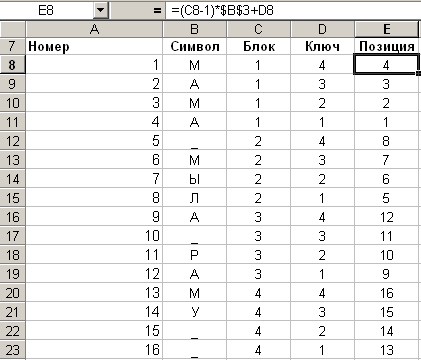 E8 = =(C8-1)*$B$3+D8
A B C D E
7 Номер Символ Блок Ключ Позиция
8 1 М 1 4 4
9 2 А 1 3 3
10 3 М 1 2 2
11 4 А 1 1 1
12 5 _ 2 4 8
13 6 М 2 3 7
14 7 Ы 2 2 6
15 8 Л 2 1 5
16 9 А 3 4 12
17 10 _ 3 3 11
18 11 Р 3 2 10
19 12 А 3 1 9
20 13 М 4 4 16
21 14 У 4 3 15
22 15 _ 4 2 14
23 16 _ 4 1 13